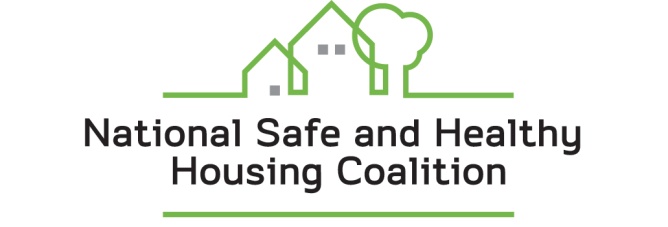 National Safe and Healthy
Housing Coalition